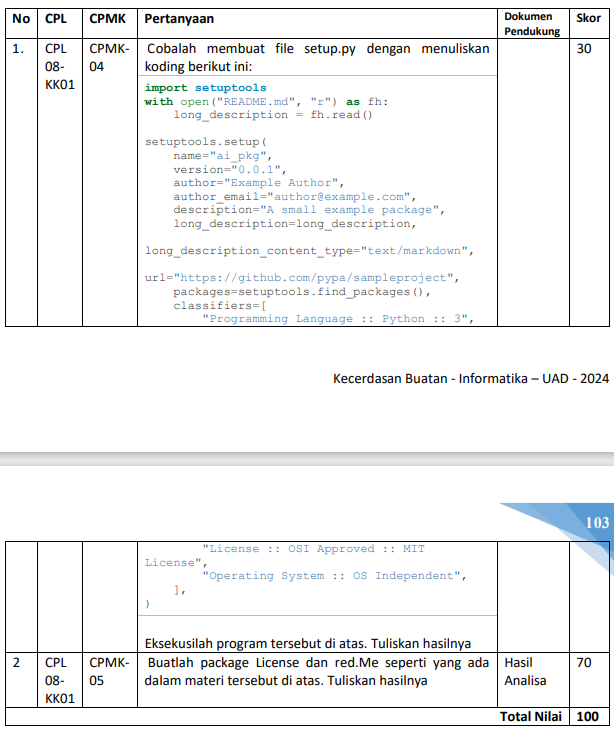 No CPL CPMK Pertanyaan Dokumen Pendukung Skor
1. CPL 08-KK01 CPMK-04 Cobalah membuat file setup.py dengan menuliskan 30
koding berikut ini:
import setuptools
with open("README.md", "r") as fh:
    long_description = fh.read()
setuptools.setup(
    name="ai_pkg",
    version="0.0.1",
    author="Example Author",
    author_email="author@example.com",
    description="A small example package",
    long_description=long_description,
long_description_content_type="text/markdown",
url="https://github.com/pypa/sampleproject",
    packages=setuptools.find_packages(),
    classifiers=[
        "Programming Language :: Python :: 3",
Kecerdasan Buatan - Informatika – UAD - 2024
103
        "License :: OSI Approved :: MIT
License",
        "Operating System :: OS Independent",
    ],
)
Eksekusilah program tersebut di atas. Tuliskan hasilnya
2 CPL 08-KK01 CPMK-05 Buatlah package License dan red.Me seperti yang ada Hasil Analisa 70
dalam materi tersebut di atas. Tuliskan hasilnya
Total Nilai 100